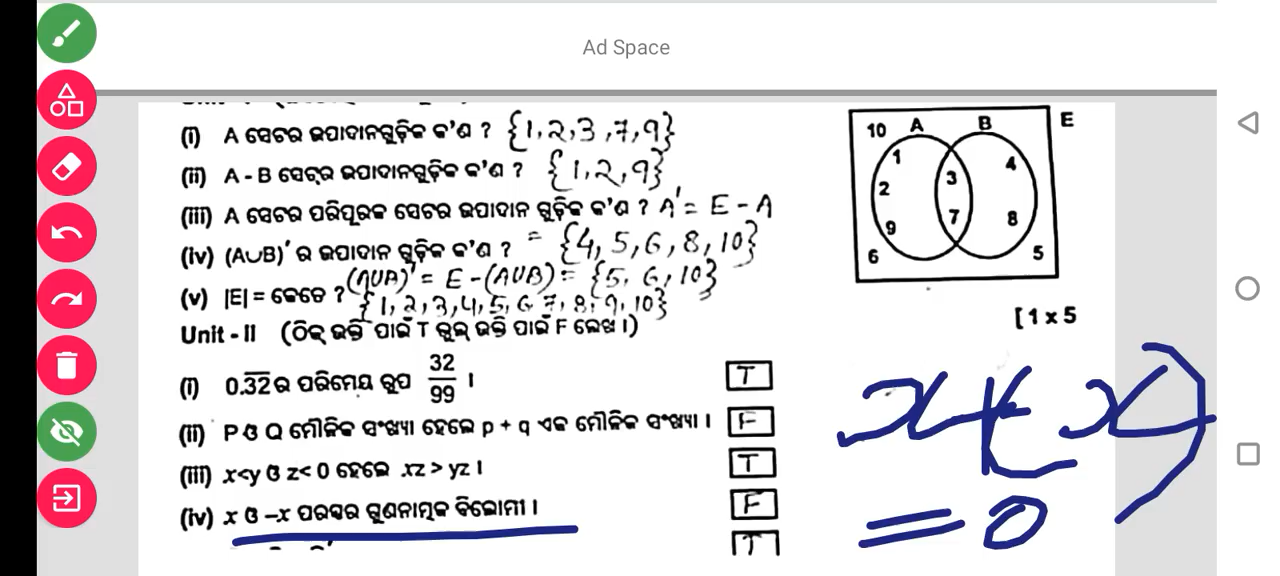 Ad Space
(i) A ସେଟର ଉପାଦାନଗୁଡ଼ିକ କ'ଣ ? {1, 2, 3, 7, 9}
(ii) A - B ସେଟ୍‌ର ଉପାଦାନଗୁଡ଼ିକ କ'ଣ ? {1, 2, 9}
(iii) A ସେଟର ପରିପୂରକ ସେଟର ଉପାଦାନ ଗୁଡ଼ିକ କ'ଣ ? A' = E - A
(iv) (A∪B)' ର ଉପାଦାନ ଗୁଡ଼ିକ କ'ଣ ? = {4, 5, 6, 8, 10}
(A∪B)' = E - (A∪B) = {5, 6, 10}
(v) |E| = କେତେ ? {1, 2, 3, 4, 5, 6, 7, 8, 9, 10}
10 A B E
1 3 4
2
7 8
9
6 5
[1 x 5
Unit - II (ଠିକ୍ ଉକ୍ତି ପାଇଁ T ଭୁଲ୍ ଉକ୍ତି ପାଇଁ F ଲେଖ ।)
(i) 0.3̅2̅ର ପରିମେୟ ରୂପ 32/99 । T
(ii) P ଓ Q ମୌଳିକ ସଂଖ୍ୟା ହେଲେ p + q ଏକ ମୌଳିକ ସଂଖ୍ୟା । F
(iii) x<y ଓ z< 0 ହେଲେ xz > yz । T
(iv) x ଓ –x ପରସ୍ପର ଗୁଣନାତ୍ମକ ବିଲୋମୀ । F
T
= 0